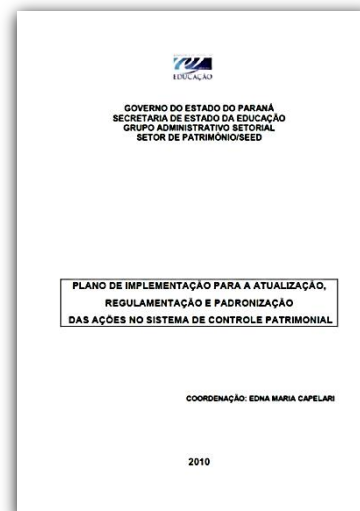 EDUCAÇÃO
GOVERNO DO ESTADO DO PARANÁ
SECRETARIA DE ESTADO DA EDUCAÇÃO
GRUPO ADMINISTRATIVO SETORIAL
SETOR DE PATRIMÔNIO/SEED
PLANO DE IMPLEMENTAÇÃO PARA A ATUALIZAÇÃO,
REGULAMENTAÇÃO E PADRONIZAÇÃO
DAS AÇÕES NO SISTEMA DE CONTROLE PATRIMONIAL
COORDENAÇÃO: EDNA MARIA CAPELARI
2010